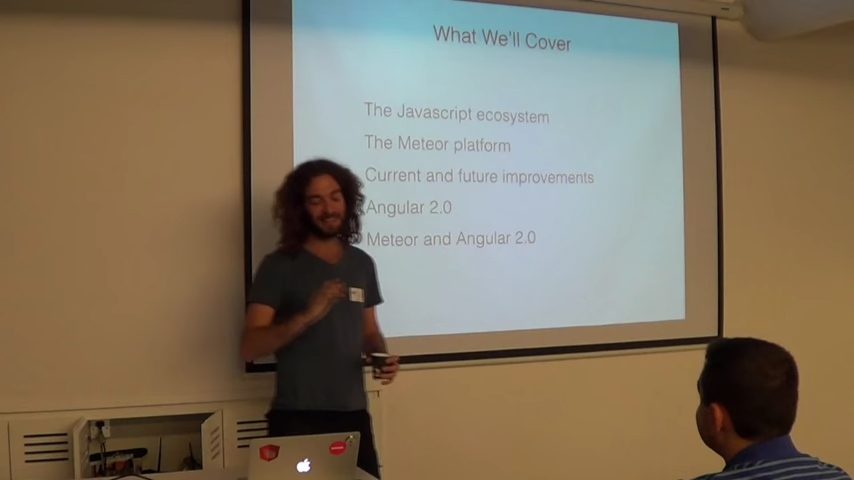 What We'll Cover
The Javascript ecosystem
The Meteor platform
Current and future improvements
Angular 2.0
Meteor and Angular 2.0